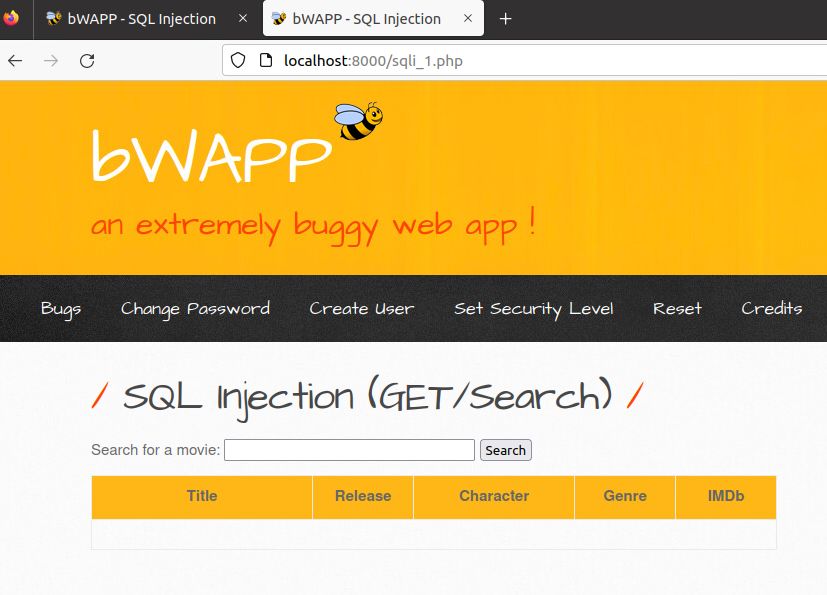 bWAPP - SQL Injection
bWAPP - SQL Injection
localhost:8000/sqli_1.php
bWAPP
an extremely buggy web app !
Bugs Change Password Create User Set Security Level Reset Credits
/ SQL Injection (GET/Search) /
Search for a movie: Search
Title Release Character Genre IMDb